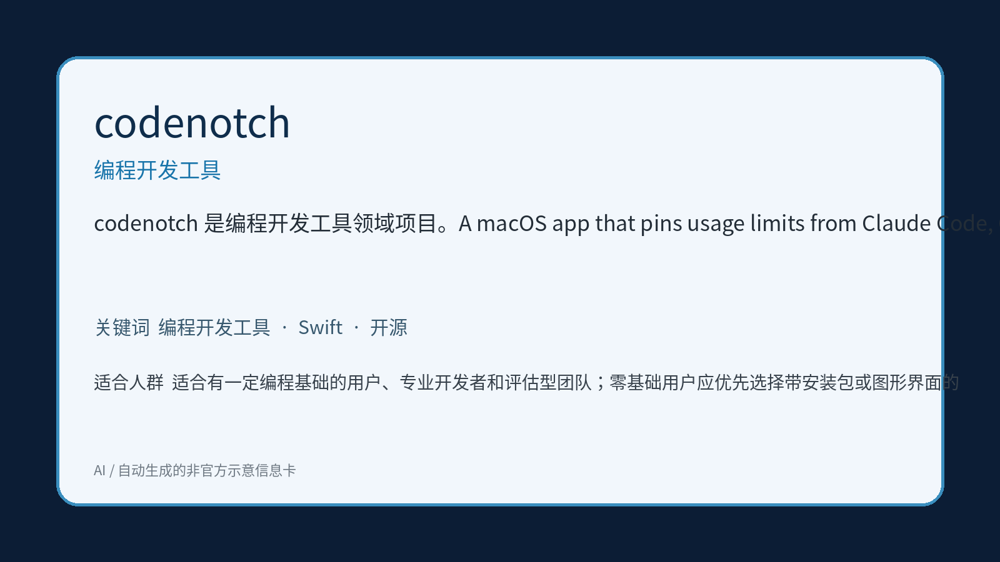 codenotch
编程开发工具
codenotch 是编程开发工具领域项目。A macOS app that pins usage limits from Claude Code,
关键词 编程开发工具 · Swift · 开源
适合人群 适合有一定编程基础的用户、专业开发者和评估型团队；零基础用户应优先选择带安装包或图形界面的
AI / 自动生成的非官方示意信息卡